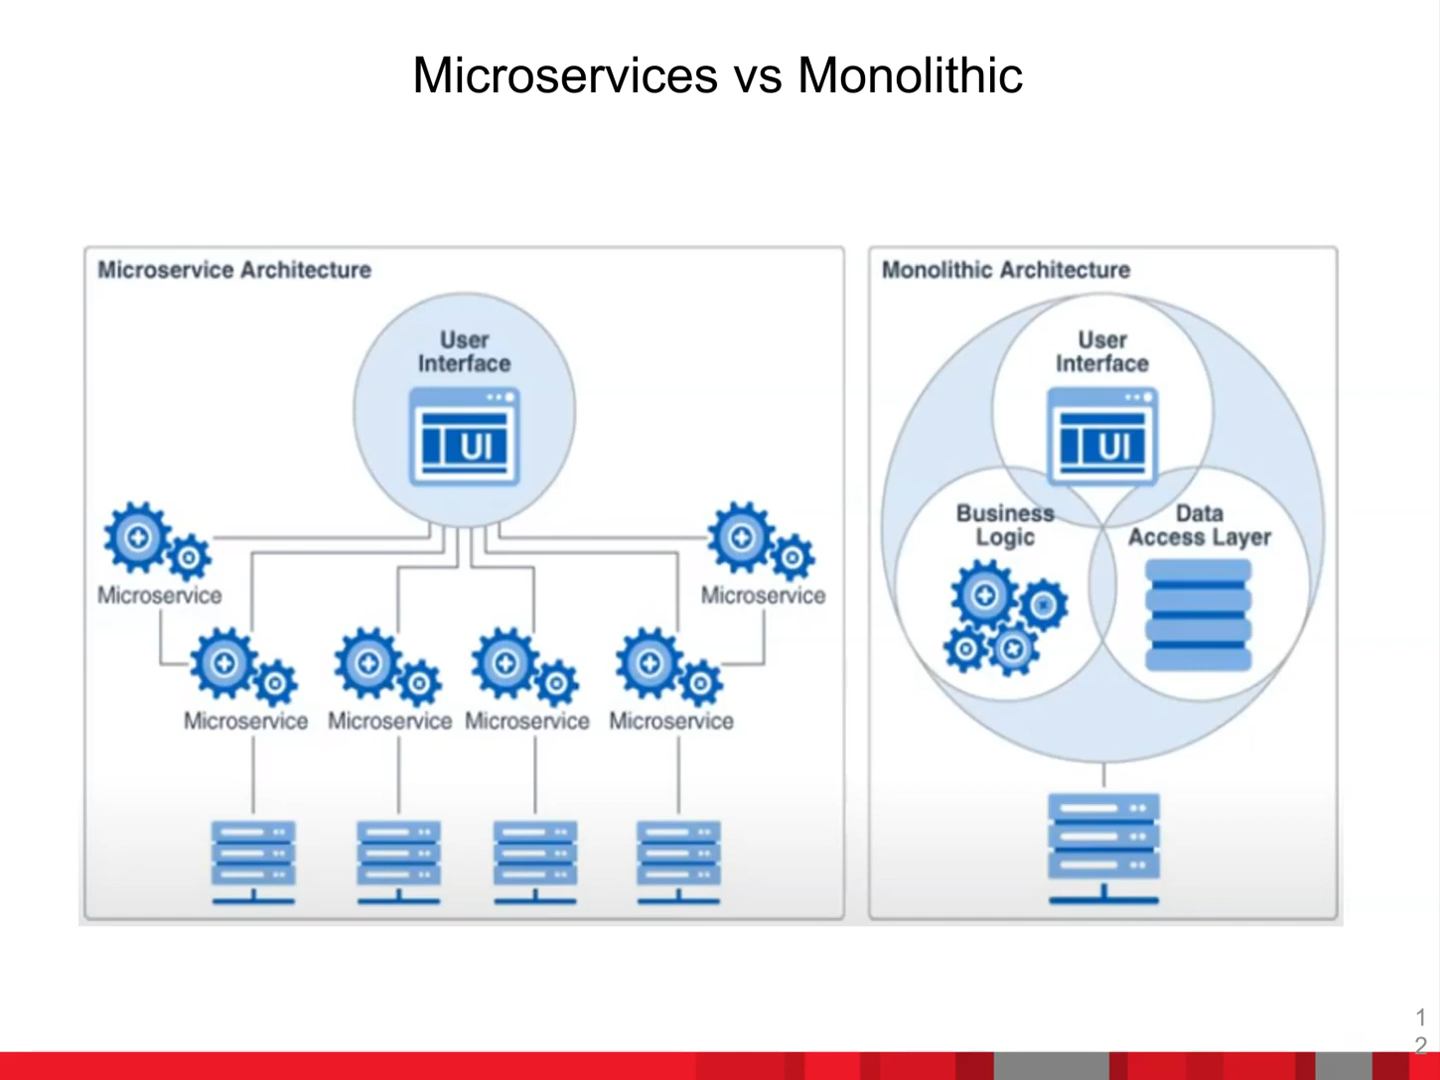 Microservices vs Monolithic
Microservice Architecture
User
Interface
UI
Microservice
Microservice
Microservice
Microservice
Microservice
Microservice
Monolithic Architecture
User
Interface
UI
Business
Logic
Data
Access Layer
1
2